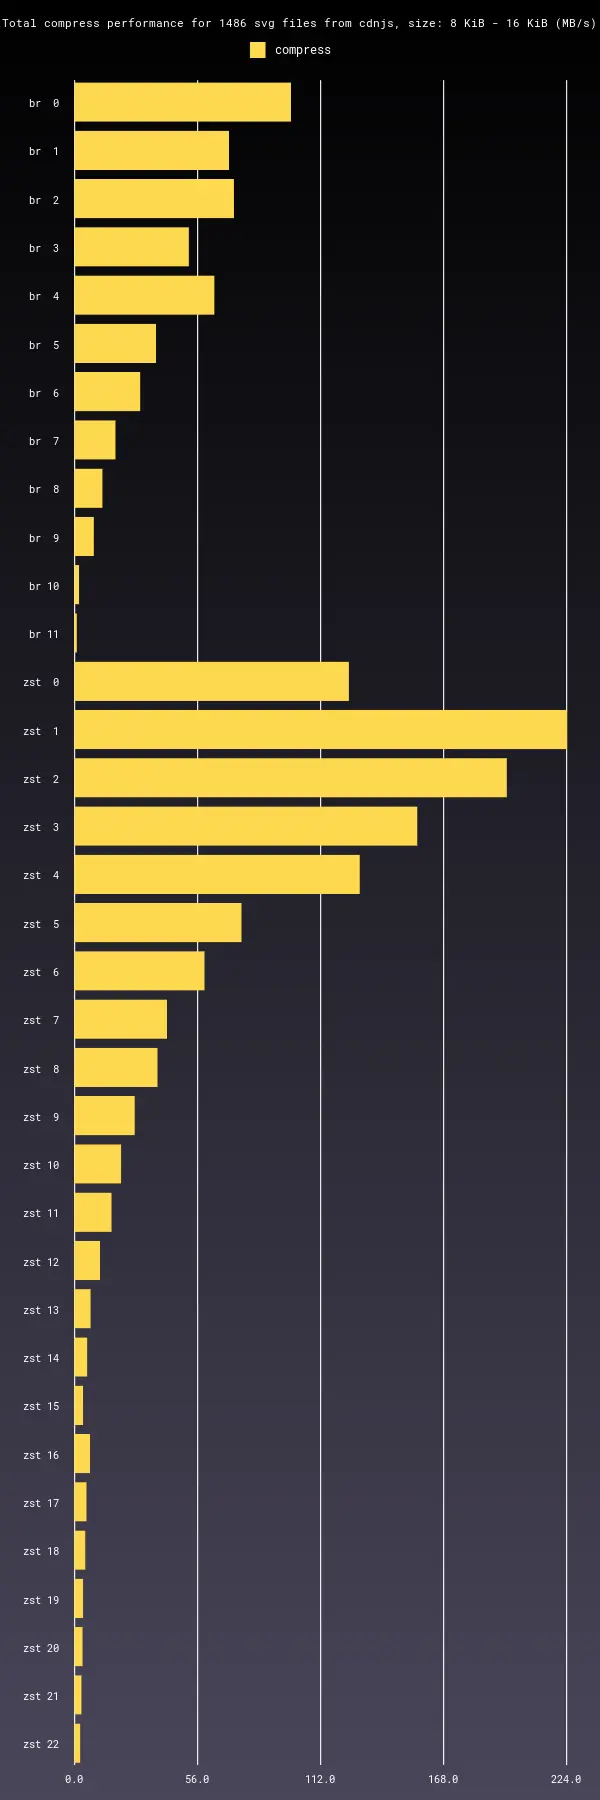 Total compress performance for 1486 svg files from cdnjs, size: 8 KiB - 16 KiB (MB/s)
compress
br 0
br 1
br 2
br 3
br 4
br 5
br 6
br 7
br 8
br 9
br 10
br 11
zst 0
zst 1
zst 2
zst 3
zst 4
zst 5
zst 6
zst 7
zst 8
zst 9
zst 10
zst 11
zst 12
zst 13
zst 14
zst 15
zst 16
zst 17
zst 18
zst 19
zst 20
zst 21
zst 22
0.0 56.0 112.0 168.0 224.0